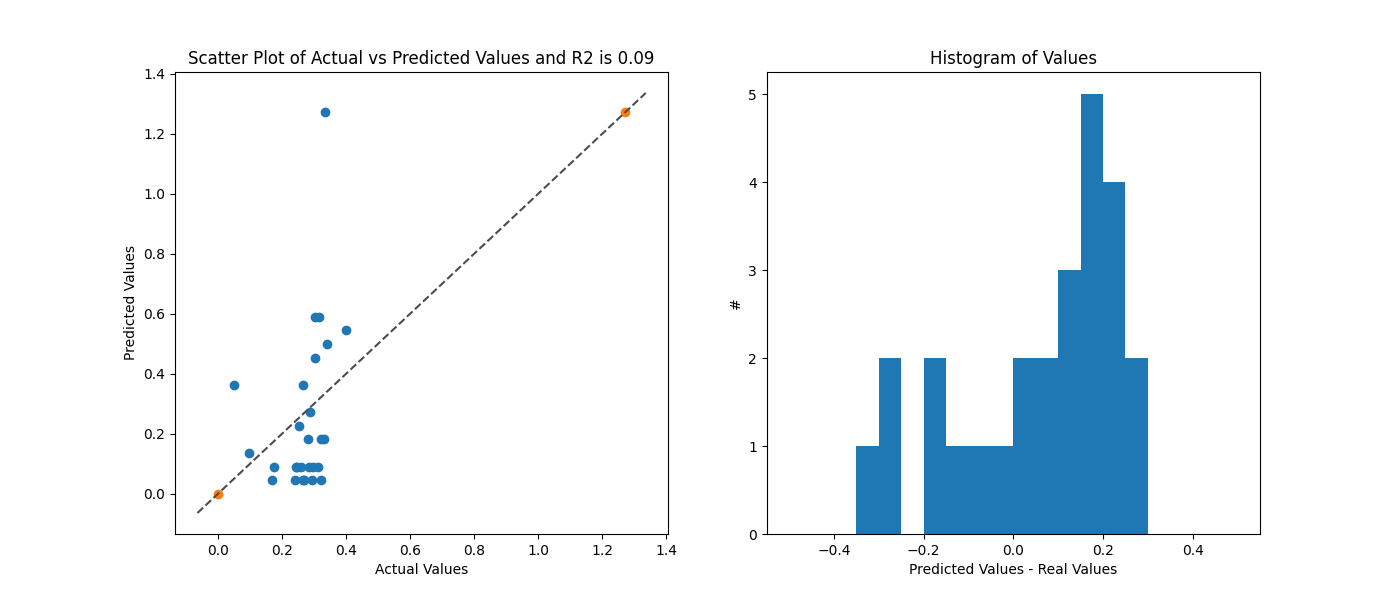 Scatter Plot of Actual vs Predicted Values and R2 is 0.09
1.4
1.2
1.0
0.8
0.6
0.4
0.2
0.0
Predicted Values
0.0 0.2 0.4 0.6 0.8 1.0 1.2 1.4
Actual Values
Histogram of Values
5
4
3
2
1
0
#
−0.4 −0.2 0.0 0.2 0.4
Predicted Values - Real Values